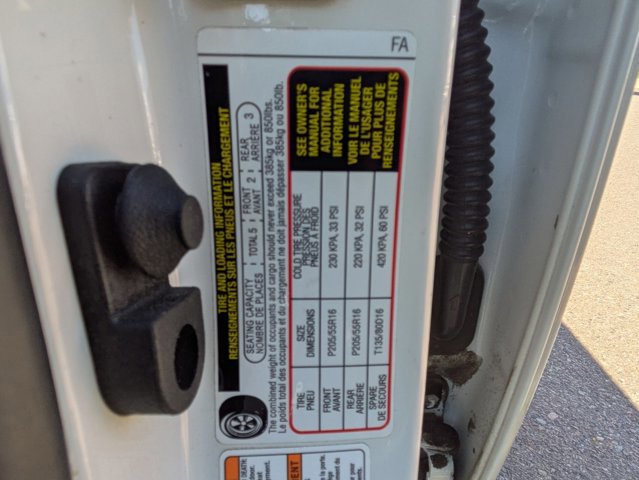 FA
TIRE AND LOADING INFORMATION
RENSEIGNEMENTS SUR LES PNEUS ET LE CHARGEMENT
SEATING CAPACITY TOTAL 5 FRONT 2 REAR 3
NOMBRE DE PLACES AVANT ARRIÈRE
The combined weight of occupants and cargo should never exceed 385kg or 850lbs.
Le poids total des occupants et du chargement ne doit jamais dépasser 385kg ou 850lb.
TIRE SIZE COLD TIRE PRESSURE
PNEU DIMENSIONS PRESSION DES
PNEUS À FROID
FRONT P205/55R16 230 KPA, 33 PSI
AVANT
REAR P205/55R16 220 KPA, 32 PSI
ARRIÈRE
SPARE T135/80D16 420 KPA, 60 PSI
DE SECOURS
SEE OWNER'S
MANUAL FOR
ADDITIONAL
INFORMATION
VOIR LE MANUEL
DE L'USAGER
POUR PLUS DE
RENSEIGNEMENTS